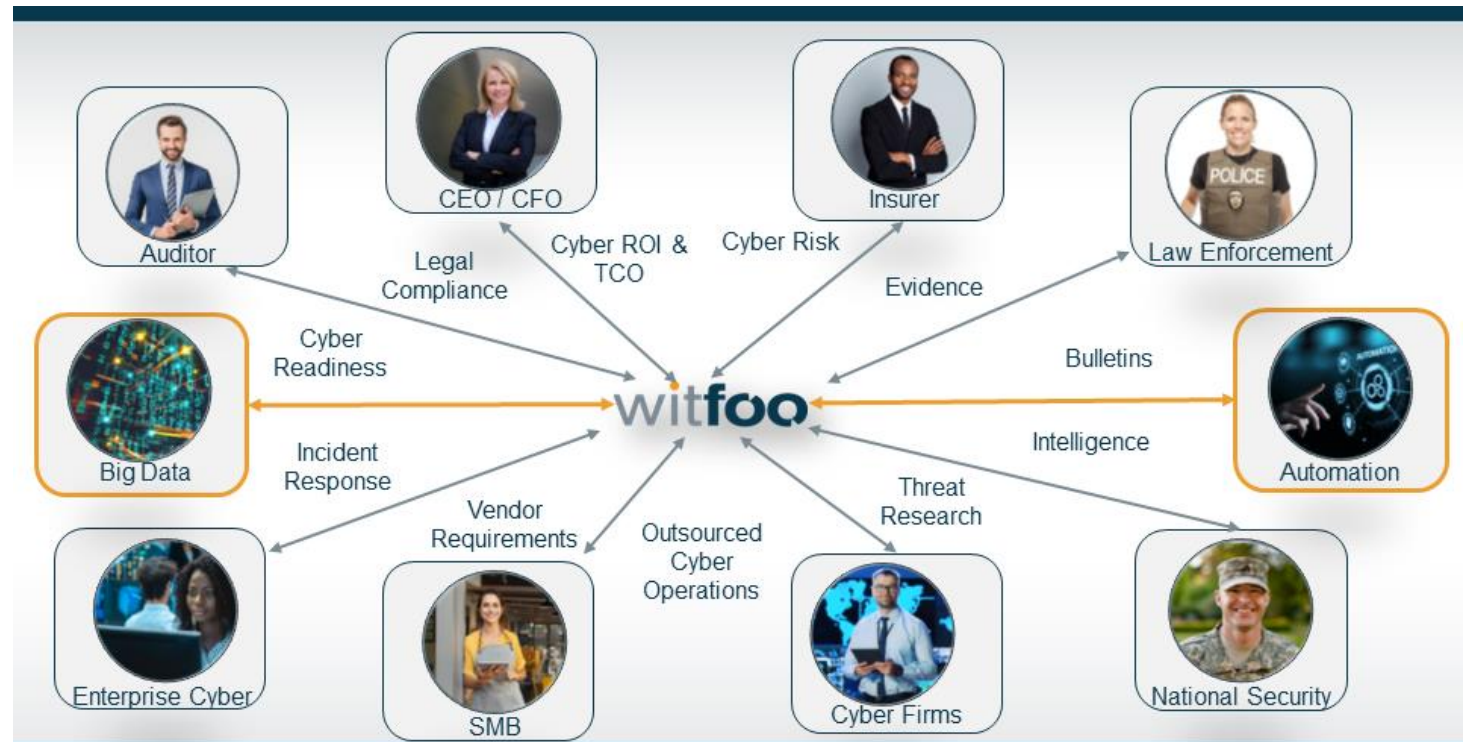 CEO / CFO
Insurer
POLICE
Law Enforcement
Auditor
Legal
Compliance
Cyber ROI &
TCO
Cyber Risk
Evidence
Cyber
Readiness
Bulletins
AUTOMATION
witfoo
Big Data
Automation
Incident
Response
Intelligence
Vendor
Requirements
Outsourced
Cyber
Operations
Threat
Research
Enterprise Cyber
SMB
Cyber Firms
National Security